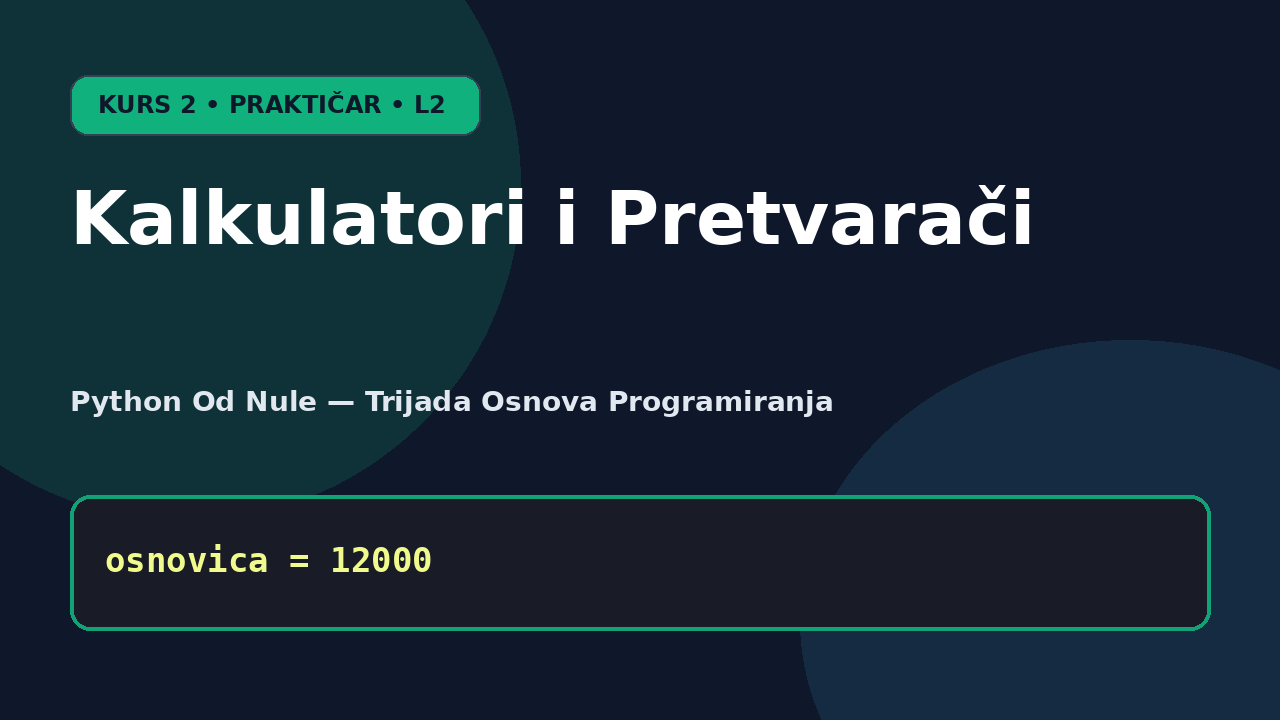 KURS 2 • PRAKTIČAR • L2
Kalkulatori i Pretvarači
Python Od Nule — Trijada Osnova Programiranja
osnovica = 12000